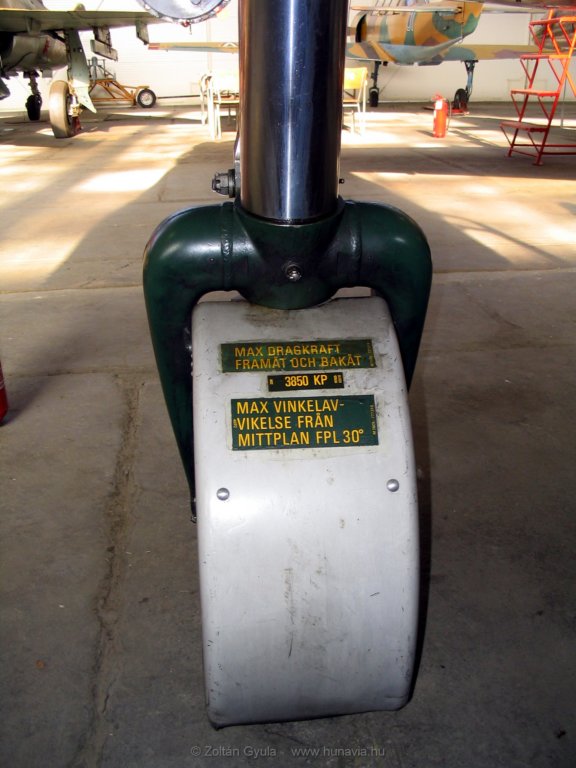 MAX DRAGKRAFT
FRAMÅT OCH BAKÅT
3850 KP
MAX VINKELAV-
VIKELSE FRÅN
MITTPLAN FPL 30°
© Zoltán Gyula - www.hunavia.hu